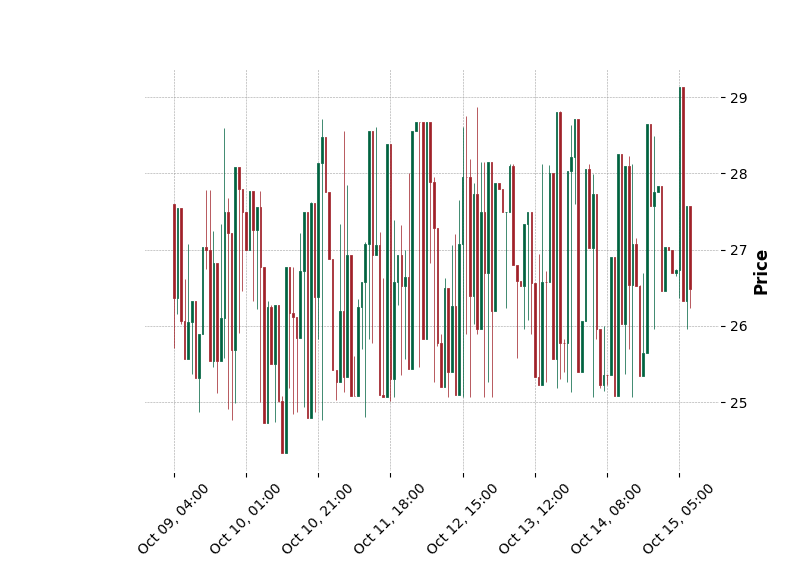 29
28
27
26
25
Price
Oct 09, 04:00
Oct 10, 01:00
Oct 10, 21:00
Oct 11, 18:00
Oct 12, 15:00
Oct 13, 12:00
Oct 14, 08:00
Oct 15, 05:00